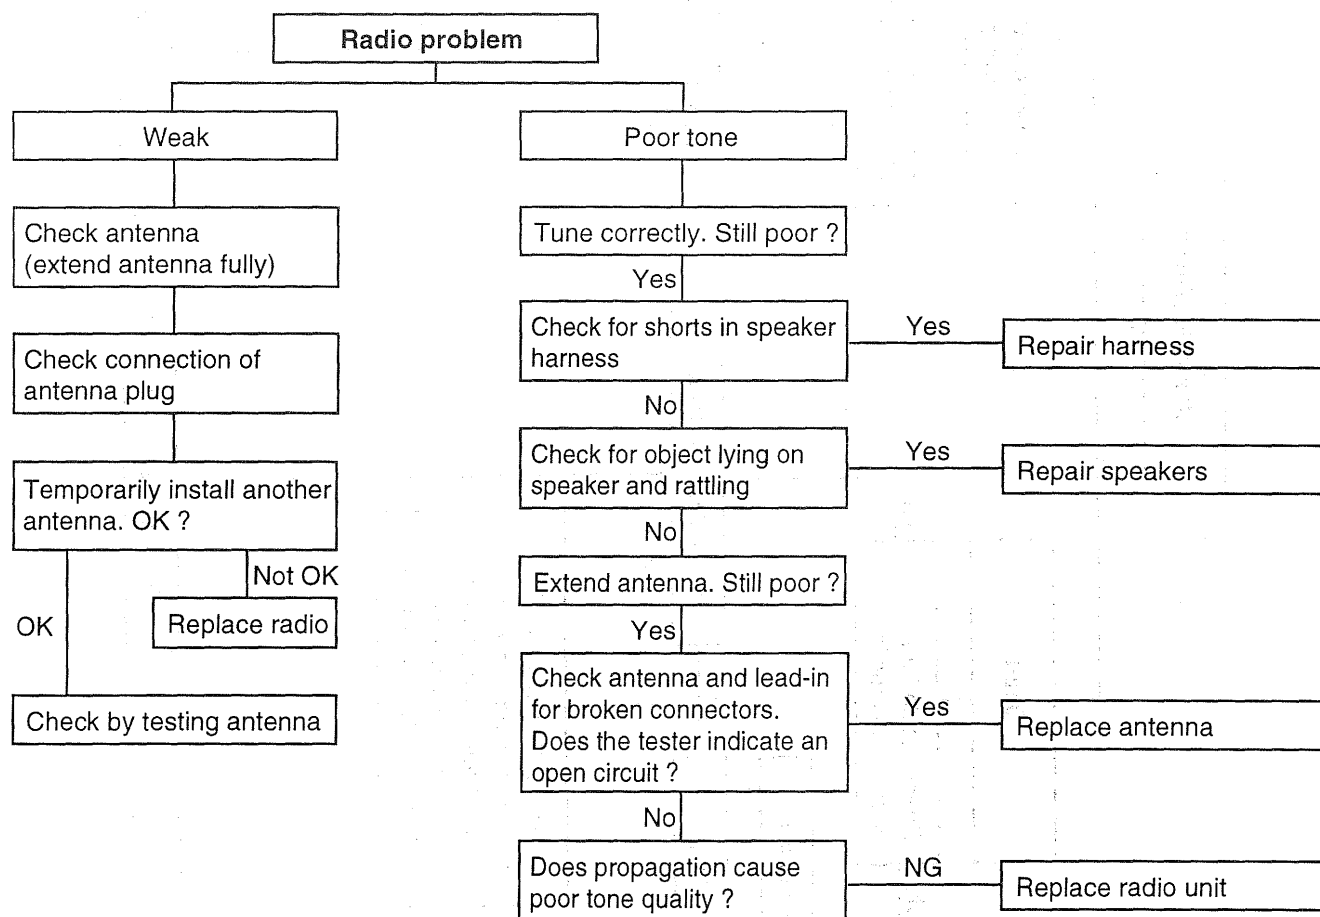 Radio problem
Weak
Check antenna
(extend antenna fully)
Check connection of
antenna plug
Temporarily install another
antenna. OK ?
Not OK
Replace radio
OK
Check by testing antenna
Poor tone
Tune correctly. Still poor ?
Yes
Check for shorts in speaker
harness
Yes
Repair harness
No
Check for object lying on
speaker and rattling
Yes
Repair speakers
No
Extend antenna. Still poor ?
Yes
Check antenna and lead-in
for broken connectors.
Does the tester indicate an
open circuit ?
Yes
Replace antenna
No
Does propagation cause
poor tone quality ?
NG
Replace radio unit